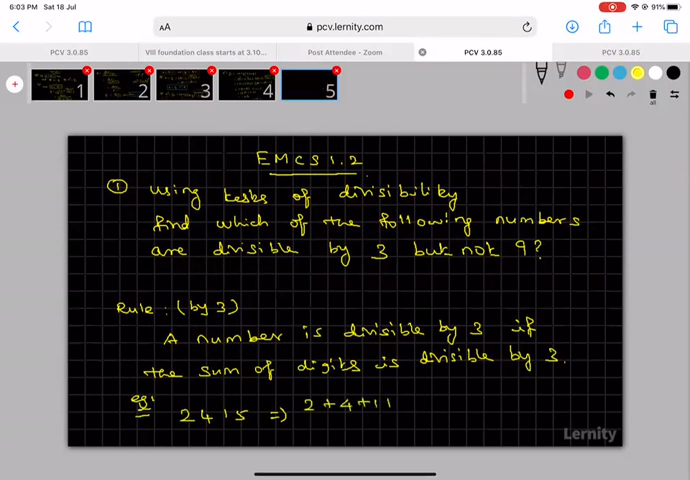 6:03 PM Sat 18 Jul
91%
AA
pcv.lernity.com
PCV 3.0.85
VIII foundation class starts at 3.10...
Post Attendee - Zoom
PCV 3.0.85
PCV 3.0.85
1
2
3
4
5
all
EMCS 1.2
① using tests of divisibility
find which of the following numbers
are divisible by 3 but not 9?
Rule: (by 3)
A number is divisible by 3 if
the sum of digits is divisible by 3.
eg:
2415 => 2+4+11
Lernity